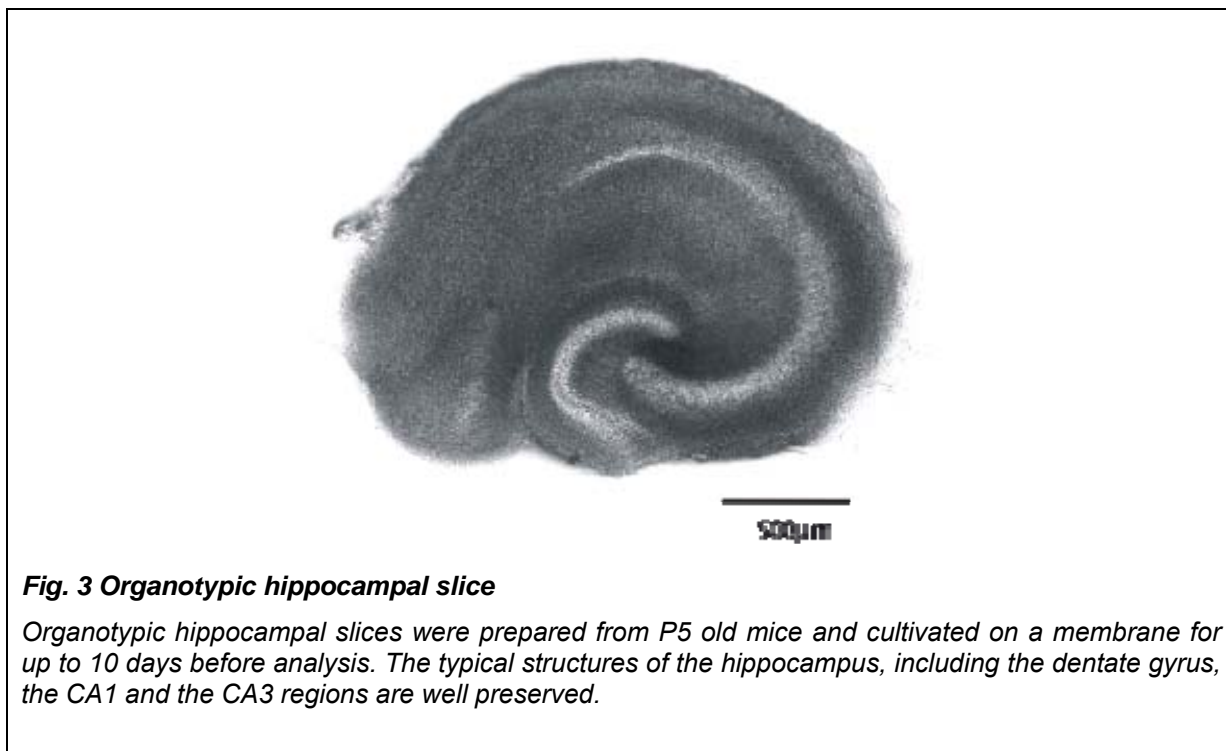 500µm
Fig. 3 Organotypic hippocampal slice
Organotypic hippocampal slices were prepared from P5 old mice and cultivated on a membrane for
up to 10 days before analysis. The typical structures of the hippocampus, including the dentate gyrus,
the CA1 and the CA3 regions are well preserved.